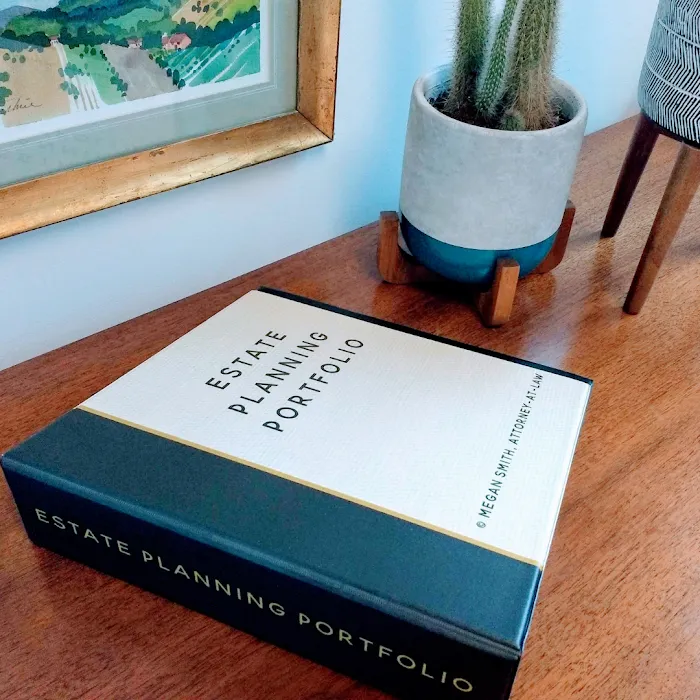 ESTATE
PLANNING
PORTFOLIO
© MEGAN SMITH, ATTORNEY-AT-LAW
ESTATE PLANNING PORTFOLIO